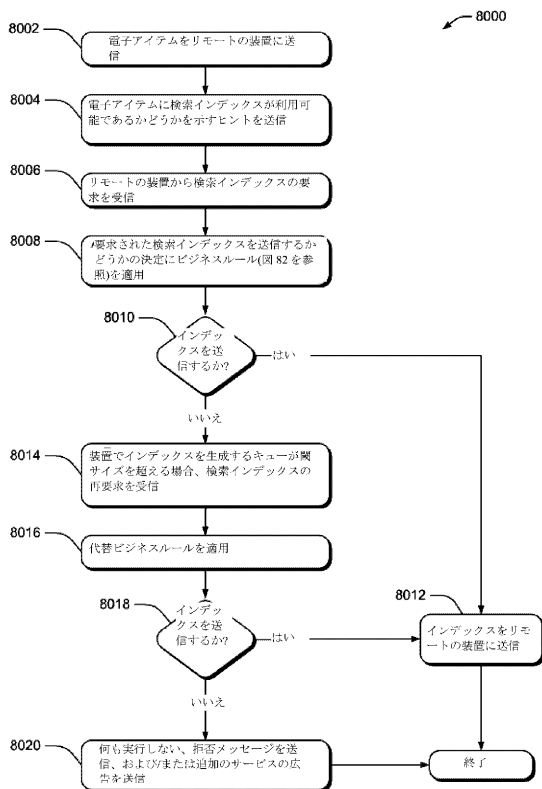 8000
8002
電子アイテムをリモートの装置に送
信
8004
電子アイテムに検索インデックスが利用可
能であるかどうかを示すヒントを送信
8006
リモートの装置から検索インデックスの要
求を受信
8008
要求された検索インデックスを送信するか
どうかの決定にビジネスルール(図 82 を参
照)を適用
8010
インデッ
クスを送
信するか?
はい
いいえ
8014
装置でインデックスを生成するキューが閾
サイズを超える場合、検索インデックスの
再要求を受信
8016
代替ビジネスルールを適用
8018
インデッ
クスを送
信するか?
はい
8012
インデックスをリモ
ートの装置に送信
いいえ
8020
何も実行しない、拒否メッセージを送
信、および/または追加のサービスの広
告を送信
終了